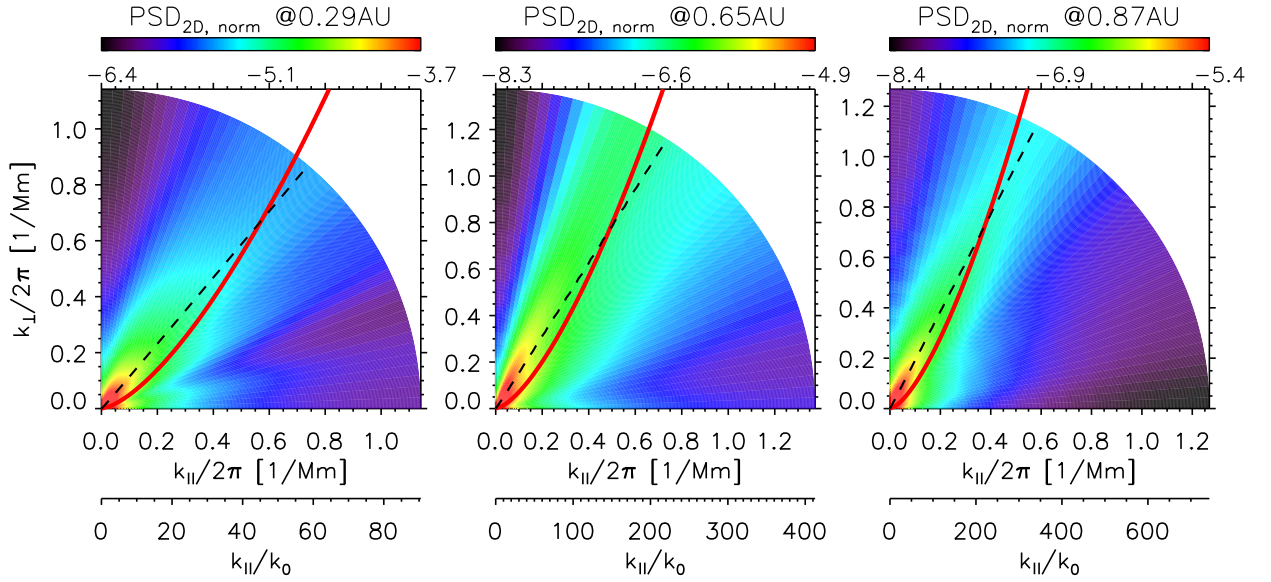 PSD2D, norm @0.29AU
−6.4 −5.1 −3.7
k⊥/2π [1/Mm]
1.0
0.8
0.6
0.4
0.2
0.0
0.0 0.2 0.4 0.6 0.8 1.0
k||/2π [1/Mm]
0 20 40 60 80
k||/k0
PSD2D, norm @0.65AU
−8.3 −6.6 −4.9
1.2
1.0
0.8
0.6
0.4
0.2
0.0
0.0 0.2 0.4 0.6 0.8 1.0 1.2
k||/2π [1/Mm]
0 100 200 300 400
k||/k0
PSD2D, norm @0.87AU
−8.4 −6.9 −5.4
1.2
1.0
0.8
0.6
0.4
0.2
0.0
0.0 0.2 0.4 0.6 0.8 1.0 1.2
k||/2π [1/Mm]
0 200 400 600
k||/k0